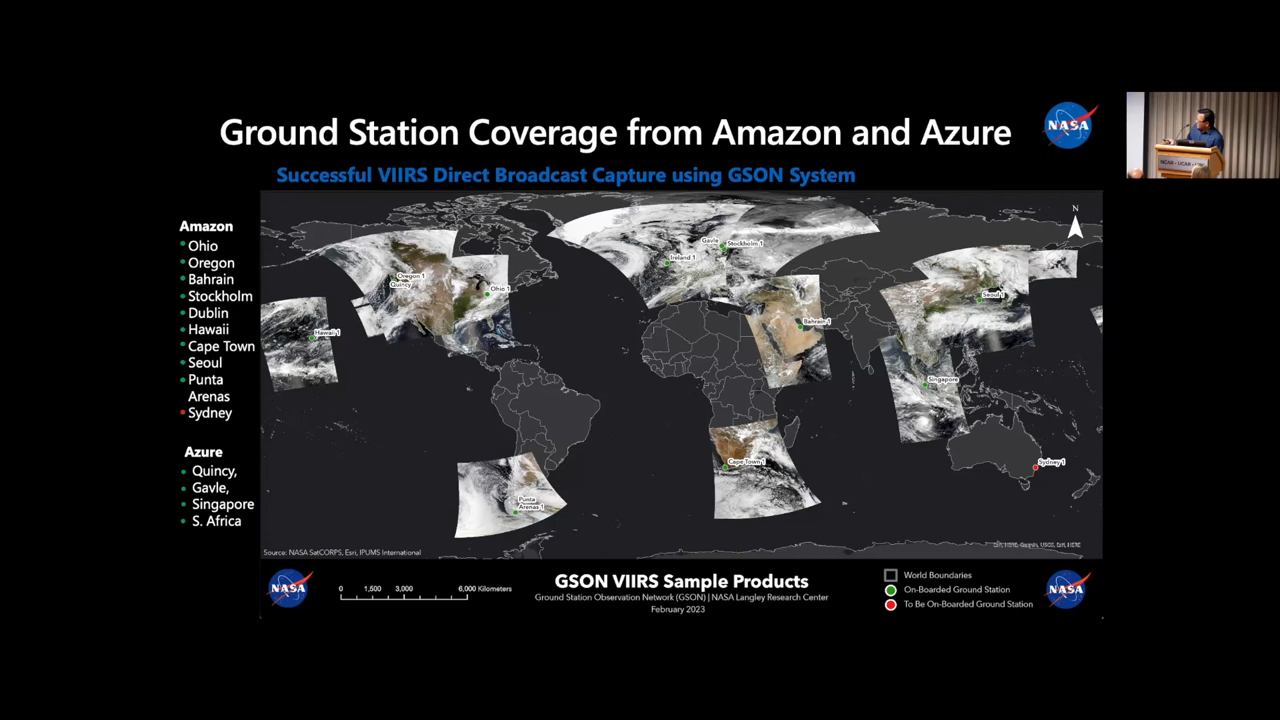 Ground Station Coverage from Amazon and Azure
NASA
Successful VIIRS Direct Broadcast Capture using GSON System
Amazon
Ohio
Oregon
Bahrain
Stockholm
Dublin
Hawaii
Cape Town
Seoul
Punta
Arenas
Sydney
Azure
Quincy,
Gavle,
Singapore
S. Africa
N
Gavle
Stockholm 1
Ireland 1
Oregon 1
Quincy
Ohio 1
Hawaii 1
Bahrain 1
Seoul 1
Singapore
Cape Town 1
Sydney 1
Punta
Arenas 1
Source: NASA SatCORPS, Esri, IPUMS International
NASA
0 1,500 3,000 6,000 Kilometers
GSON VIIRS Sample Products
Ground Station Observation Network (GSON) | NASA Langley Research Center
February 2023
World Boundaries
On-Boarded Ground Station
To Be On-Boarded Ground Station
NASA
NCAR • UCAR